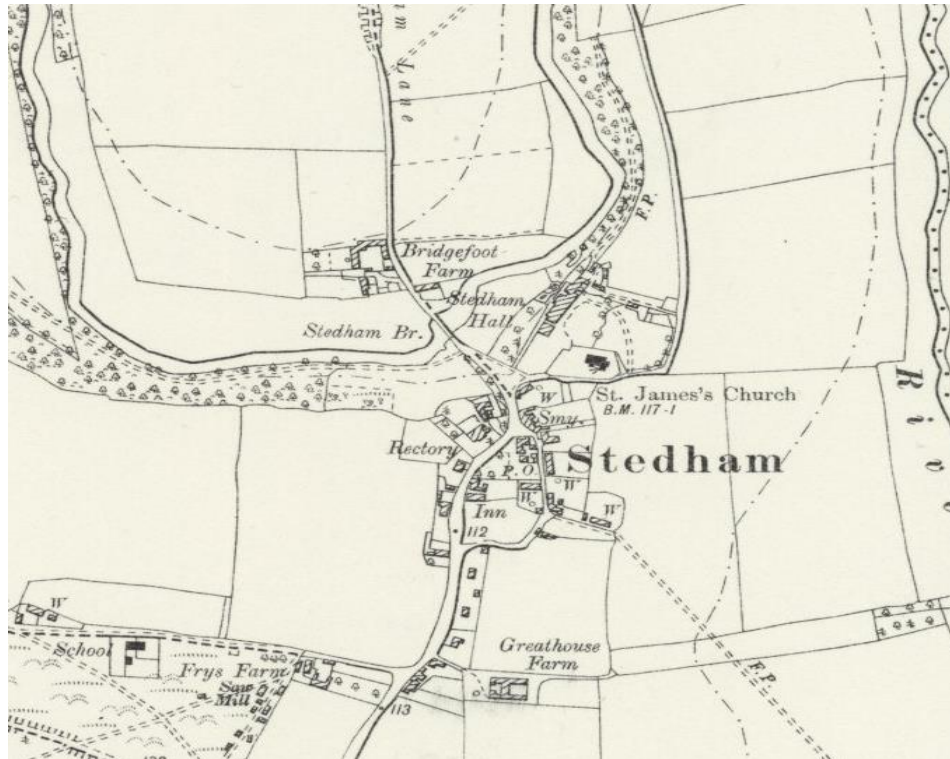 m Lane
F.P.
Bridgefoot
Farm
Stedham
Hall
Stedham Br.
W
St. James's Church
B.M. 117·1
Smy.
Rectory
Stedham
P. O.
W
W
W
Inn
112
Riv
e
W
School
Greathouse
Farm
Frys Farm
Saw
Mill
F.P.
113